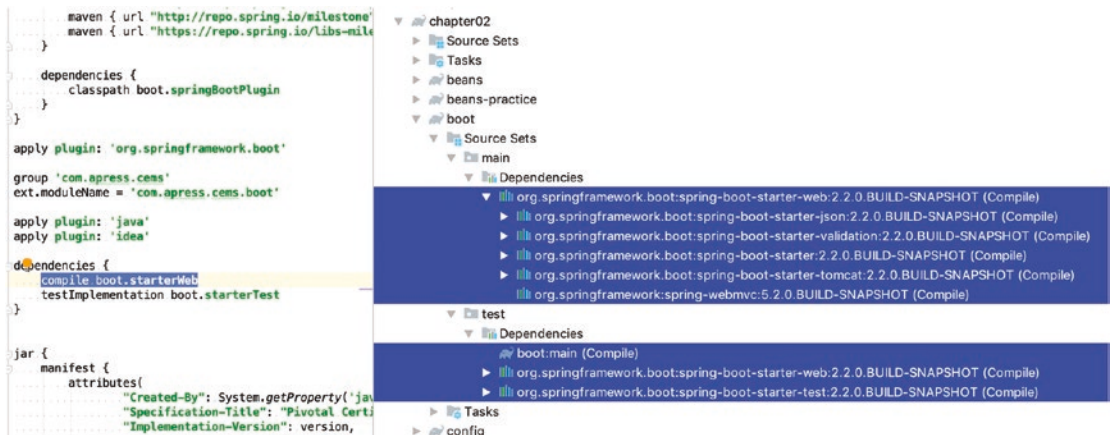 maven { url "http://repo.spring.io/milestone"
maven { url "https://repo.spring.io/libs-mile
}
dependencies {
classpath boot.springBootPlugin
}
}
apply plugin: 'org.springframework.boot'
group 'com.apress.cems'
ext.moduleName = 'com.apress.cems.boot'
apply plugin: 'java'
apply plugin: 'idea'
dependencies {
compile boot.starterWeb
testImplementation boot.starterTest
}
jar {
manifest {
attributes(
"Created-By": System.getProperty('jav
"Specification-Title": "Pivotal Certi
"Implementation-Version": version,
chapter02
Source Sets
Tasks
beans
beans-practice
boot
Source Sets
main
Dependencies
org.springframework.boot:spring-boot-starter-web:2.2.0.BUILD-SNAPSHOT (Compile)
org.springframework.boot:spring-boot-starter-json:2.2.0.BUILD-SNAPSHOT (Compile)
org.springframework.boot:spring-boot-starter-validation:2.2.0.BUILD-SNAPSHOT (Compile)
org.springframework.boot:spring-boot-starter:2.2.0.BUILD-SNAPSHOT (Compile)
org.springframework.boot:spring-boot-starter-tomcat:2.2.0.BUILD-SNAPSHOT (Compile)
org.springframework:spring-webmvc:5.2.0.BUILD-SNAPSHOT (Compile)
test
Dependencies
boot:main (Compile)
org.springframework.boot:spring-boot-starter-web:2.2.0.BUILD-SNAPSHOT (Compile)
org.springframework.boot:spring-boot-starter-test:2.2.0.BUILD-SNAPSHOT (Compile)
Tasks
config